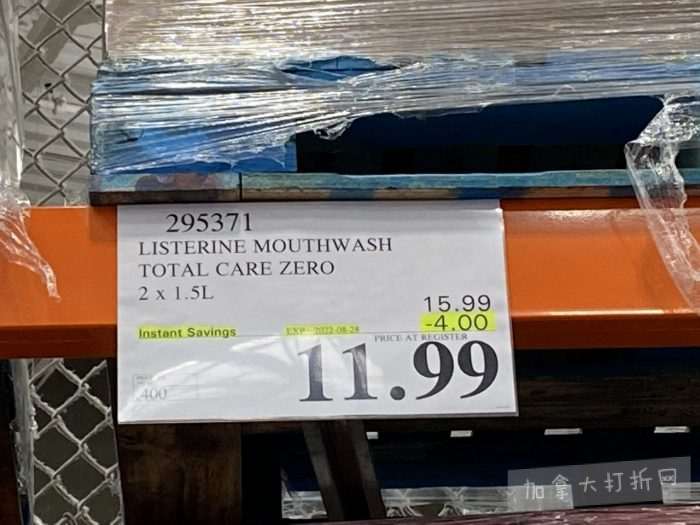 295371
LISTERINE MOUTHWASH
TOTAL CARE ZERO
2 x 1.5L
15.99
Instant Savings EXP. 2022-08-28 -4.00
PRICE AT REGISTER
11.99
.400
加拿大打折网